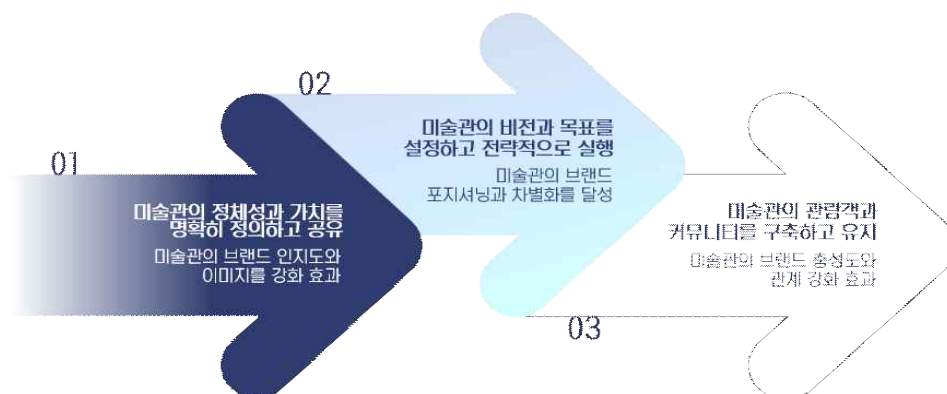 01
미술관의 정체성과 가치를
명확히 정의하고 공유
미술관의 브랜드 인지도와
이미지를 강화 효과
02
미술관의 비전과 목표를
설정하고 전략적으로 실행
미술관의 브랜드
포지셔닝과 차별화를 달성
03
미술관의 관람객과
커뮤니티를 구축하고 유지
미술관의 브랜드 충성도와
관계 강화 효과